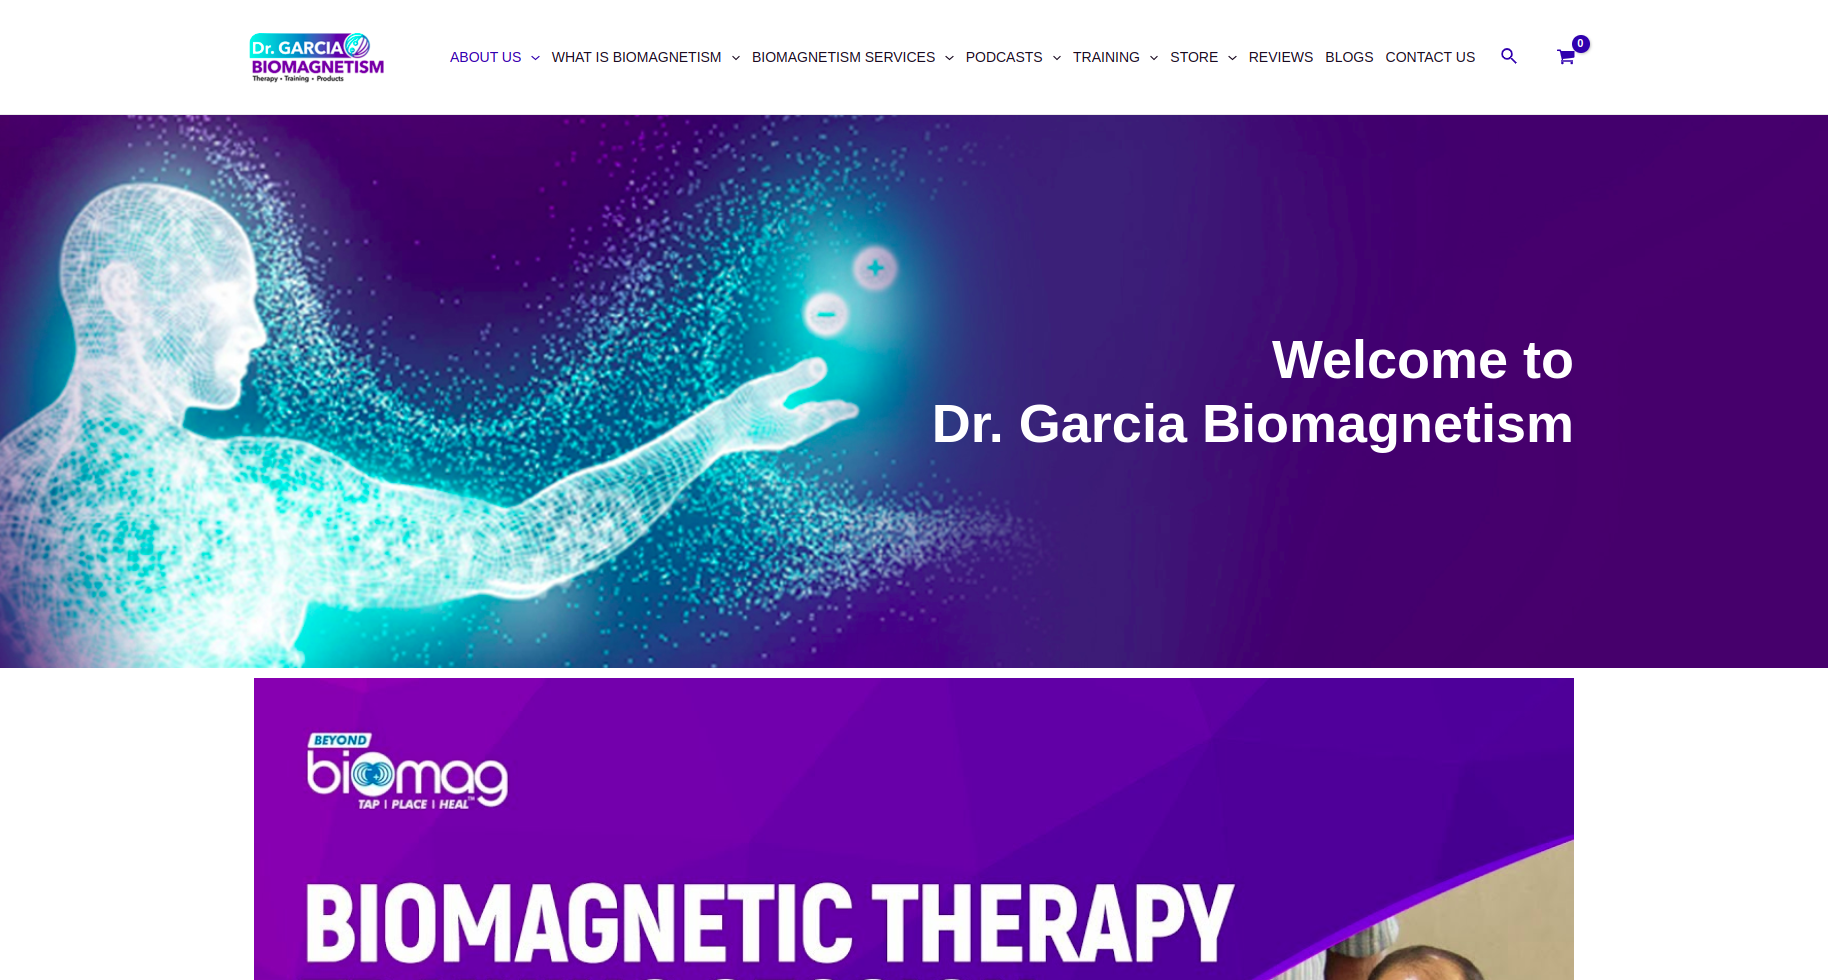 Dr. GARCIA
BIOMAGNETISM
Therapy • Training • Products
ABOUT US
WHAT IS BIOMAGNETISM
BIOMAGNETISM SERVICES
PODCASTS
TRAINING
STORE
REVIEWS
BLOGS
CONTACT US
0
+
−
Welcome to
Dr. Garcia Biomagnetism
BEYOND
biomag
TAP | PLACE | HEAL™
BIOMAGNETIC THERAPY